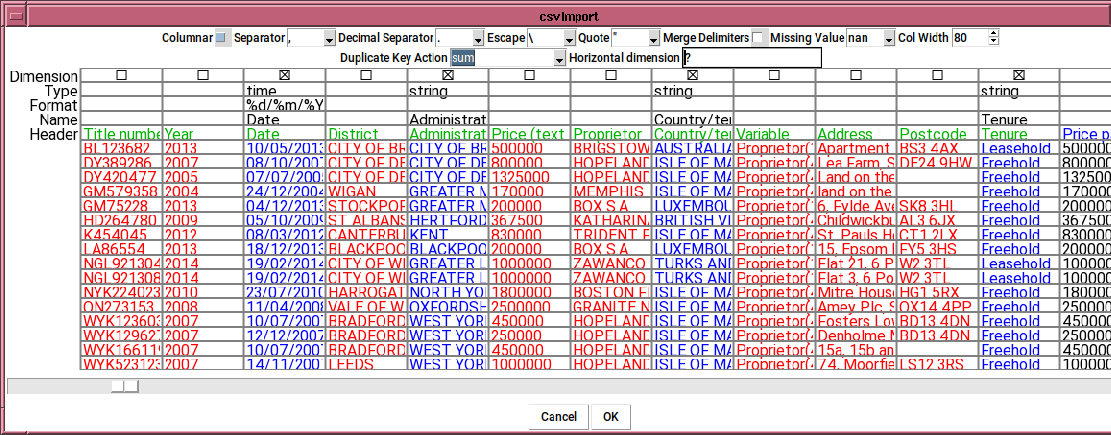 csvImport
Columnar Separator , Decimal Separator . Escape \ Quote " Merge Delimiters Missing Value nan Col Width 80
Duplicate Key Action sum Horizontal dimension ?
Dimension
Type time string string string
Format %d/%m/%Y
Name Date Administrat Country/ter Tenure
Header Title numbe Year Date District Administrat Price (text Proprietor Country/ter Variable Address Postcode Tenure Price p
BL123682 2013 10/05/2013 CITY OF BR CITY OF BR 500000 BRIGSTOW AUSTRALIA Proprietor( Apartment BS3 4AX Leasehold 500000
DY389286 2007 08/10/2007 CITY OF DE CITY OF DE 800000 HOPELAND ISLE OF MA Proprietor( Lea Farm, S DE24 9HW Freehold 800000
DY420477 2005 07/07/2005 CITY OF DE CITY OF DE 1325000 HOPELAND ISLE OF MA Proprietor( Land on the Freehold 132500
GM579358 2004 24/12/2004 WIGAN GREATER M 170000 MEMPHIS ISLE OF MA Proprietor( land on the Freehold 170000
GM75228 2013 04/12/2013 STOCKPOR GREATER M 200000 BOX S.A. LUXEMBOU Proprietor( 6, Fylde Ave SK8 3HL Freehold 200000
HD264780 2009 05/10/2009 ST ALBANS HERTFORD 367500 KATHARINA BRITISH VI Proprietor( Childwickbu AL3 6JX Freehold 367500
K454045 2012 08/03/2012 CANTERBU KENT 830000 TRIDENT F ISLE OF MA Proprietor( St. Pauls Ho CT1 2LX Freehold 830000
LA86554 2013 18/12/2013 BLACKPOO BLACKPOO 200000 BOX S.A. LUXEMBOU Proprietor( 15, Epsom FY5 3HS Freehold 200000
NGL921304 2014 19/02/2014 CITY OF WE GREATER L 1000000 ZAWANCO TURKS AND Proprietor( Flat 21, 6 P W2 3TL Leasehold 100000
NGL921308 2014 19/02/2014 CITY OF WE GREATER L 1000000 ZAWANCO TURKS AND Proprietor( Flat 3, 6 Po W2 3TL Leasehold 100000
NYK224023 2010 23/07/2010 HARROGAT NORTH YO 1800000 BOSTON H ISLE OF MA Proprietor( Mitre House HG1 5RX Freehold 180000
ON273153 2008 11/04/2008 VALE OF W OXFORDSH 2500000 GRANITE N ISLE OF MA Proprietor( Amey Plc, S OX14 4PP Freehold 250000
WYK123603 2007 10/07/2007 BRADFORD WEST YOR 450000 HOPELAND ISLE OF MA Proprietor( Fosters Lo BD13 4DN Freehold 450000
WYK12962 2007 12/12/2007 BRADFORD WEST YOR 250000 HOPELAND ISLE OF MA Proprietor( Denholme M BD13 4DN Freehold 250000
WYK16611 2007 10/07/2007 BRADFORD WEST YOR 450000 HOPELAND ISLE OF MA Proprietor( 15a, 15b an Freehold 450000
WYK523123 2007 14/11/2007 LEEDS WEST YOR 1000000 HOPELAND ISLE OF MA Proprietor( 74, Moorfie LS12 3RS Freehold 100000
Cancel OK